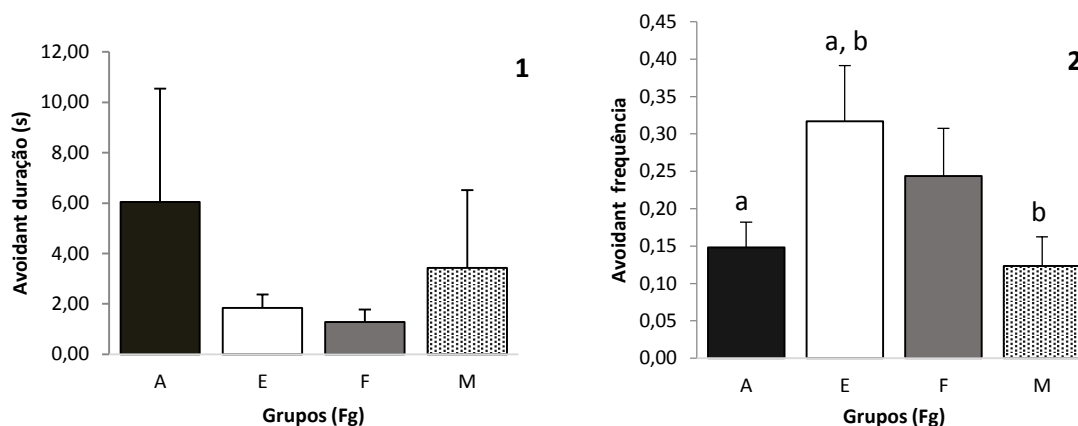 1
12,00
10,00
8,00
6,00
4,00
2,00
0,00
Avoidant duração (s)
A E F M
Grupos (Fg)
2
0,45
0,40
0,35
0,30
0,25
0,20
0,15
0,10
0,05
0,00
Avoidant frequência
a
a, b
b
A E F M
Grupos (Fg)